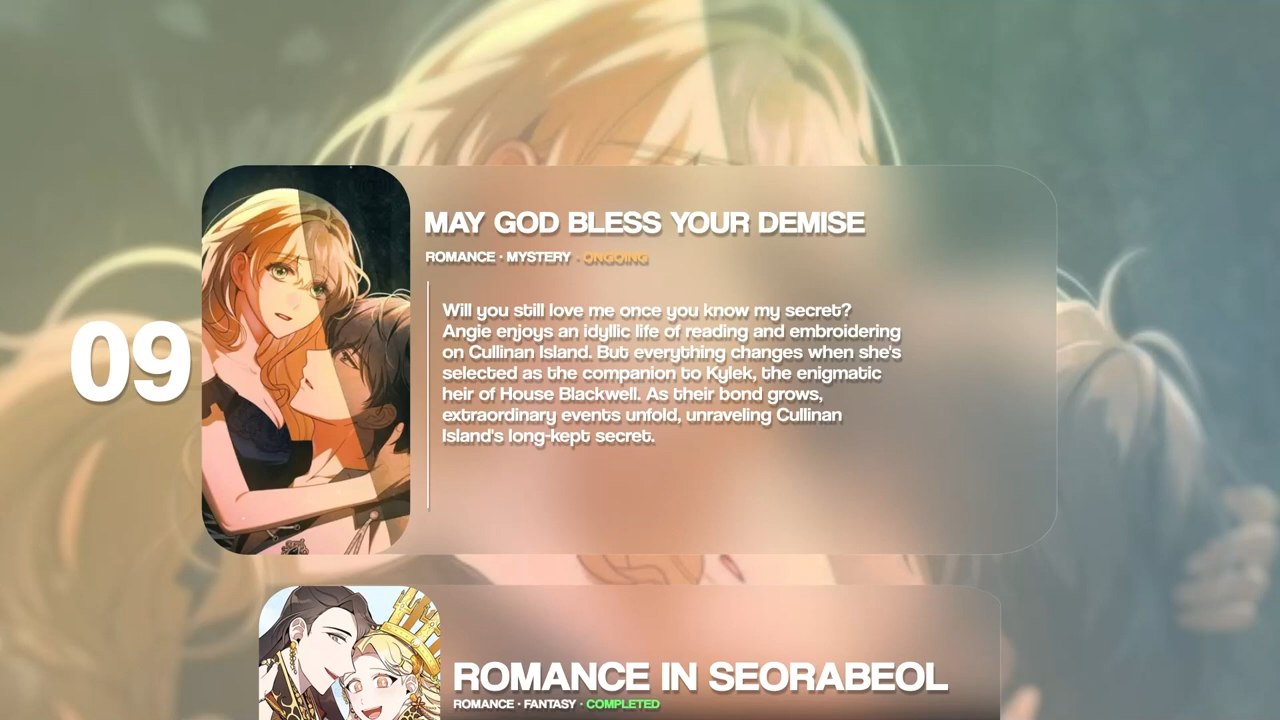 09
MAY GOD BLESS YOUR DEMISE
ROMANCE · MYSTERY · ONGOING
Will you still love me once you know my secret?
Angie enjoys an idyllic life of reading and embroidering
on Cullinan Island. But everything changes when she's
selected as the companion to Kylek, the enigmatic
heir of House Blackwell. As their bond grows,
extraordinary events unfold, unraveling Cullinan
Island's long-kept secret.
ROMANCE IN SEORABEOL
ROMANCE · FANTASY · COMPLETED